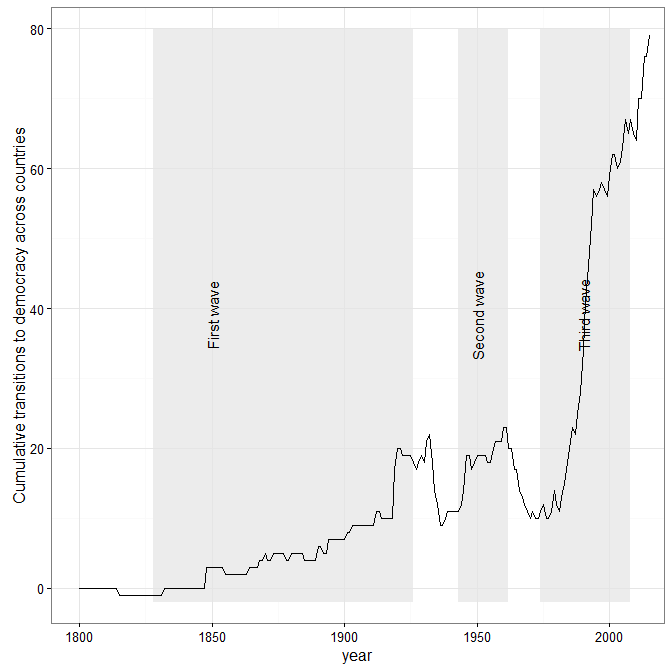 Cumulative transitions to democracy across countries
80
60
40
20
0
First wave
Second wave
Third wave
1800
1850
1900
1950
2000
year